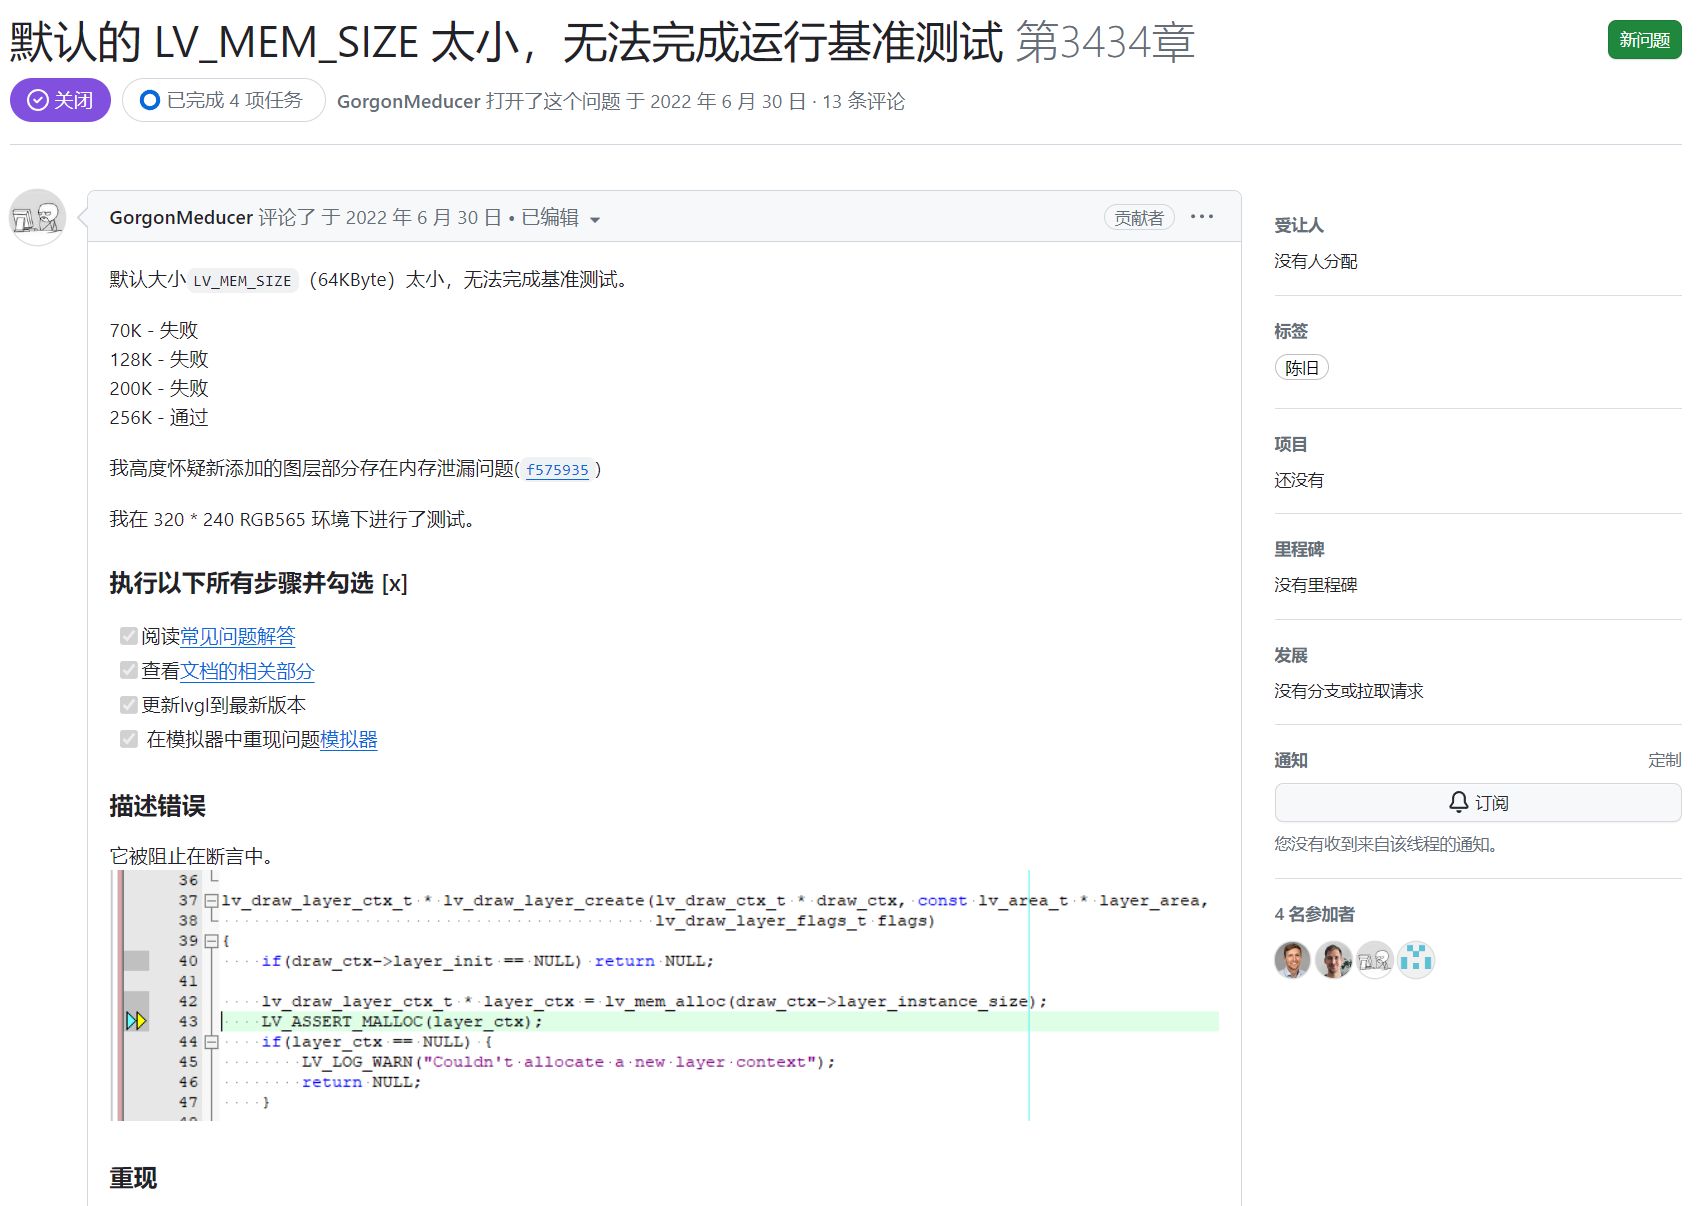 默认的 LV_MEM_SIZE 太小，无法完成运行基准测试 第3434章
新问题
关闭
已完成 4 项任务
GorgonMeducer 打开了这个问题 于 2022 年 6 月 30 日 · 13 条评论
GorgonMeducer 评论了 于 2022 年 6 月 30 日 • 已编辑
贡献者
默认大小 LV_MEM_SIZE （64KByte）太小，无法完成基准测试。
70K - 失败
128K - 失败
200K - 失败
256K - 通过
我高度怀疑新添加的图层部分存在内存泄漏问题( f575935 )
我在 320 * 240 RGB565 环境下进行了测试。
执行以下所有步骤并勾选 [x]
阅读常见问题解答
查看文档的相关部分
更新lvgl到最新版本
在模拟器中重现问题模拟器
描述错误
它被阻止在断言中。
36
37 lv_draw_layer_ctx_t * lv_draw_layer_create(lv_draw_ctx_t * draw_ctx, const lv_area_t * layer_area,
38 lv_draw_layer_flags_t flags)
39 {
40 if(draw_ctx->layer_init == NULL) return NULL;
41
42 lv_draw_layer_ctx_t * layer_ctx = lv_mem_alloc(draw_ctx->layer_instance_size);
43 LV_ASSERT_MALLOC(layer_ctx);
44 if(layer_ctx == NULL) {
45 LV_LOG_WARN("Couldn't allocate a new layer context");
46 return NULL;
47 }
重现
受让人
没有人分配
标签
陈旧
项目
还没有
里程碑
没有里程碑
发展
没有分支或拉取请求
通知
定制
订阅
您没有收到来自该线程的通知。
4 名参加者